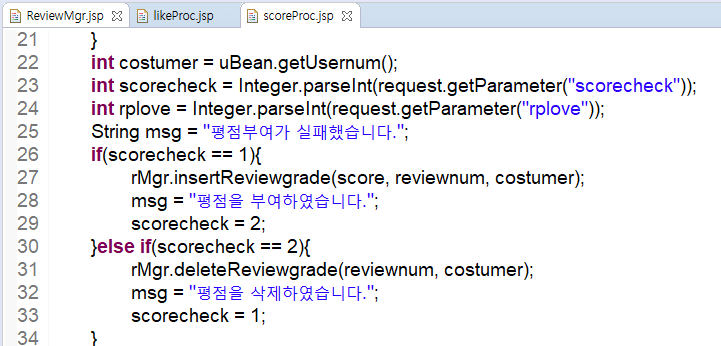 ReviewMgr.jsp likeProc.jsp scoreProc.jsp
21 }
22 int costumer = uBean.getUsernum();
23 int scorecheck = Integer.parseInt(request.getParameter("scorecheck"));
24 int rplove = Integer.parseInt(request.getParameter("rplove"));
25 String msg = "평점부여가 실패했습니다.";
26 if(scorecheck == 1){
27 rMgr.insertReviewgrade(score, reviewnum, costumer);
28 msg = "평점을 부여하였습니다.";
29 scorecheck = 2;
30 }else if(scorecheck == 2){
31 rMgr.deleteReviewgrade(reviewnum, costumer);
32 msg = "평점을 삭제하였습니다.";
33 scorecheck = 1;
34 }